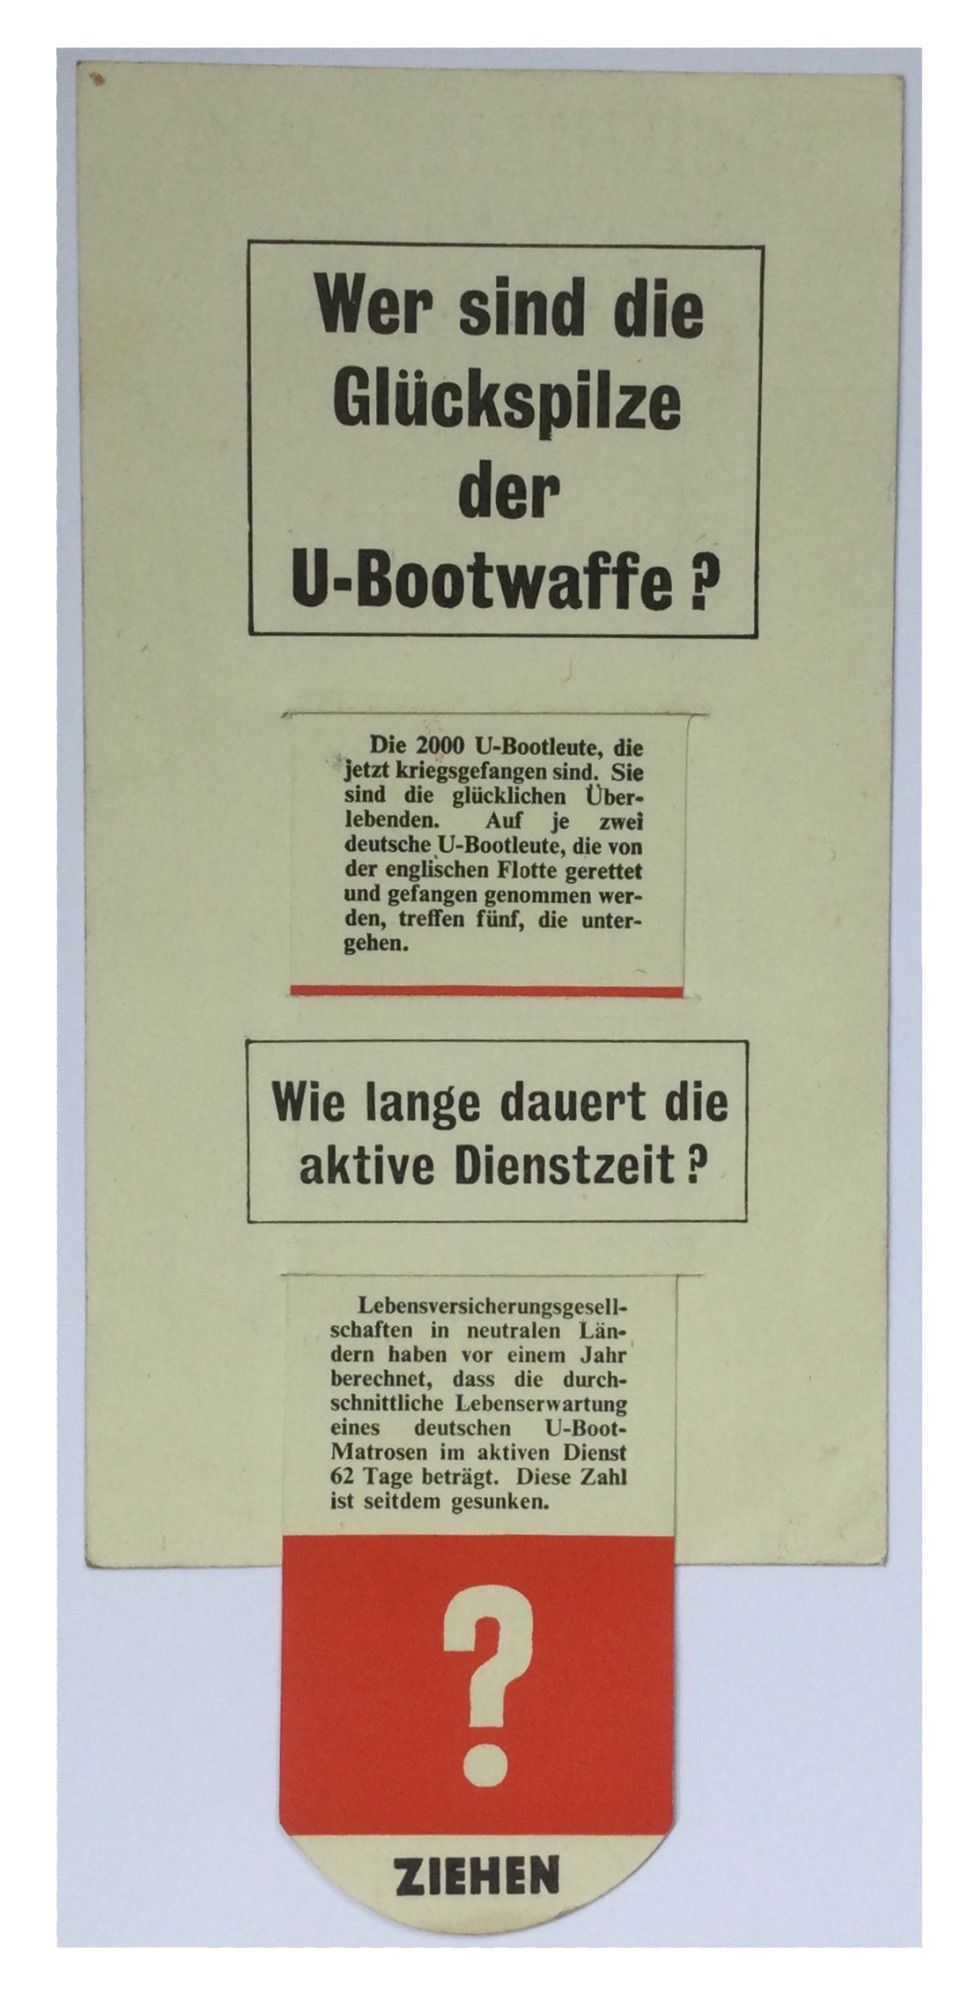 Wer sind die
Glückspilze
der
U-Bootwaffe?
Die 2000 U-Bootleute, die
jetzt kriegsgefangen sind. Sie
sind die glücklichen Über-
lebenden. Auf je zwei
deutsche U-Bootleute, die von
der englischen Flotte gerettet
und gefangen genommen wer-
den, treffen fünf, die unter-
gehen.
Wie lange dauert die
aktive Dienstzeit?
Lebensversicherungsgesell-
schaften in neutralen Län-
dern haben vor einem Jahr
berechnet, dass die durch-
schnittliche Lebenserwartung
eines deutschen U-Boot-
Matrosen im aktiven Dienst
62 Tage beträgt. Diese Zahl
ist seitdem gesunken.
?
ZIEHEN